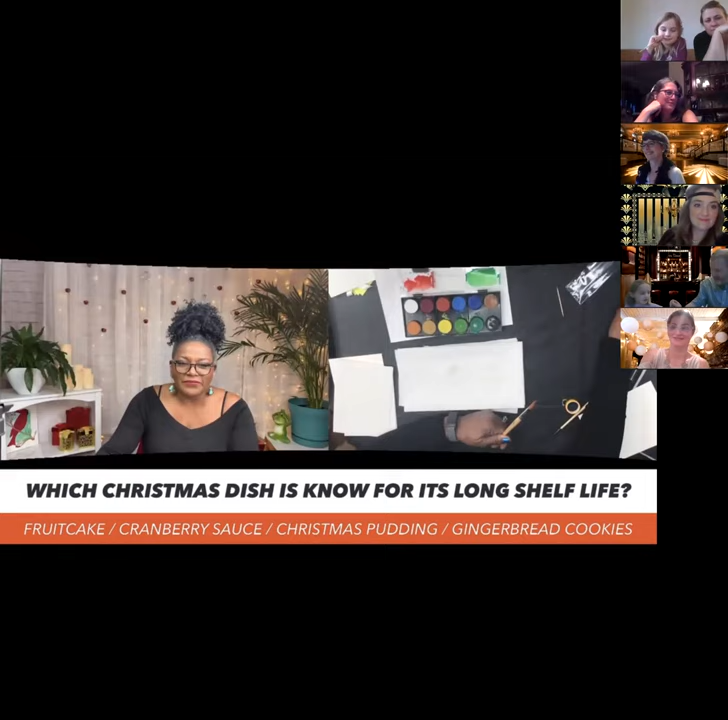 WHICH CHRISTMAS DISH IS KNOW FOR ITS LONG SHELF LIFE?
FRUITCAKE / CRANBERRY SAUCE / CHRISTMAS PUDDING / GINGERBREAD COOKIES